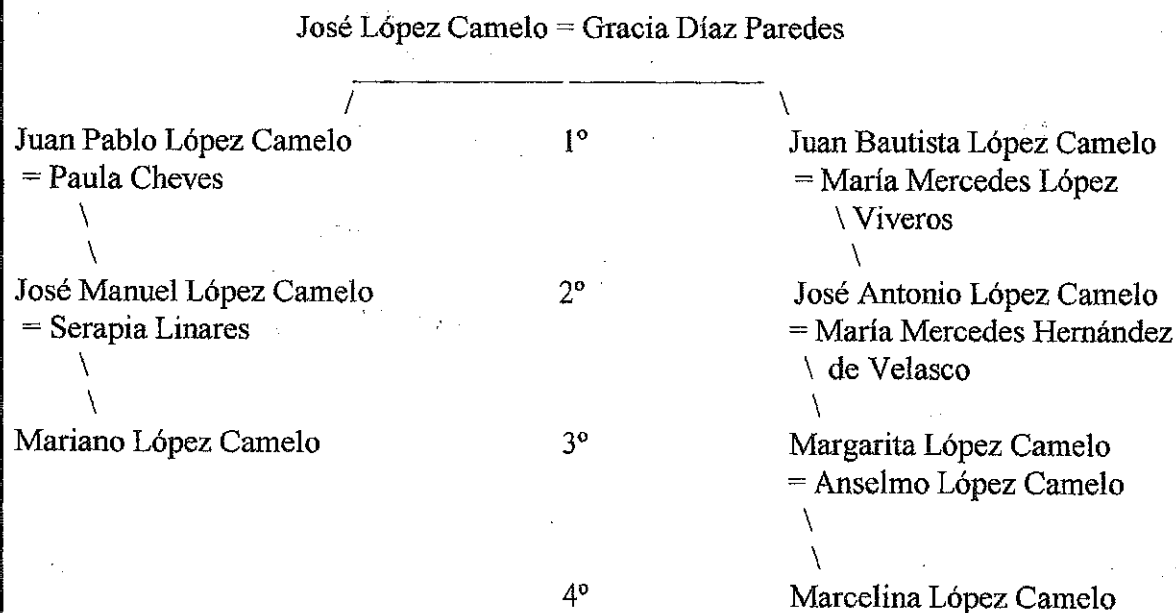 José López Camelo = Gracia Díaz Paredes
/ \
Juan Pablo López Camelo 1º Juan Bautista López Camelo
= Paula Cheves = María Mercedes López
\ \ Viveros
\ \
José Manuel López Camelo 2º José Antonio López Camelo
= Serapia Linares = María Mercedes Hernández
\ \ de Velasco
\ \
Mariano López Camelo 3º Margarita López Camelo
= Anselmo López Camelo
\
\
4º Marcelina López Camelo